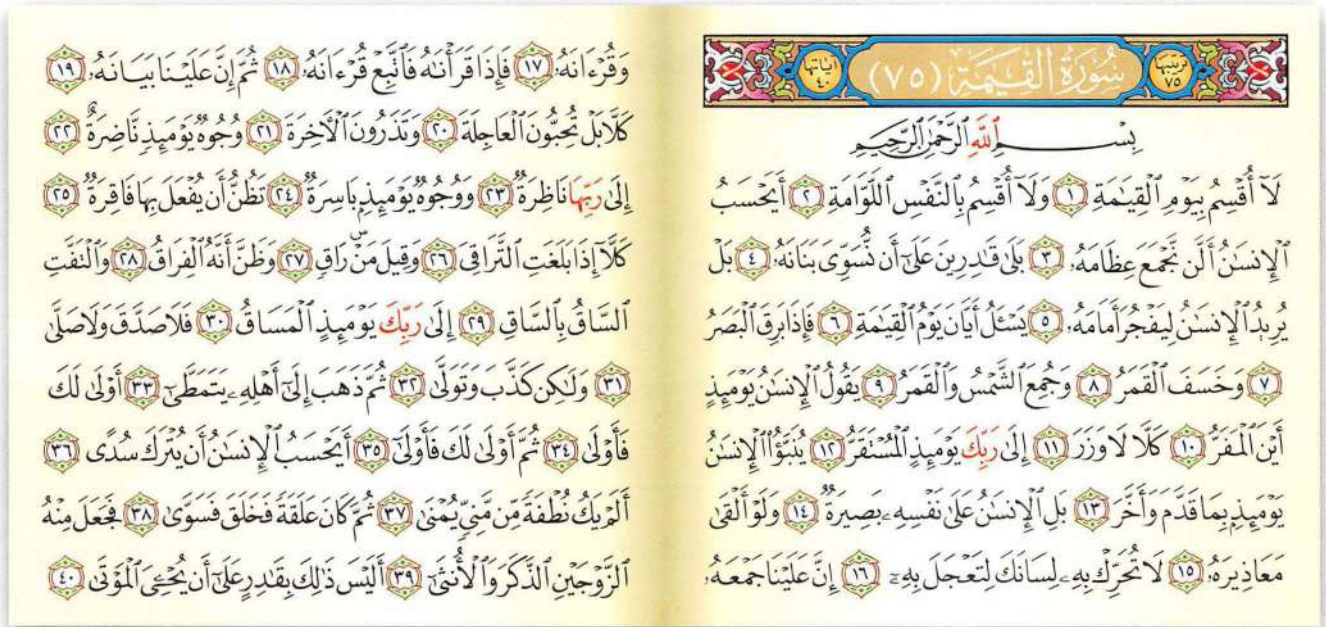 ترتيبها ٧٥ سُورَةُ الْقِيَٰمَةِ (٧٥) آياتها ٤٠
بِسْمِ ٱللَّهِ ٱلرَّحْمَٰنِ ٱلرَّحِيمِ
لَآ أُقْسِمُ بِيَوْمِ ٱلْقِيَٰمَةِ ١ وَلَآ أُقْسِمُ بِٱلنَّفْسِ ٱللَّوَّامَةِ ٢ أَيَحْسَبُ
ٱلْإِنسَٰنُ أَلَّن نَّجْمَعَ عِظَامَهُۥ ٣ بَلَىٰ قَٰدِرِينَ عَلَىٰٓ أَن نُّسَوِّىَ بَنَانَهُۥ ٤ بَلْ
يُرِيدُ ٱلْإِنسَٰنُ لِيَفْجُرَ أَمَامَهُۥ ٥ يَسْـَٔلُ أَيَّانَ يَوْمُ ٱلْقِيَٰمَةِ ٦ فَإِذَا بَرِقَ ٱلْبَصَرُ
٧ وَخَسَفَ ٱلْقَمَرُ ٨ وَجُمِعَ ٱلشَّمْسُ وَٱلْقَمَرُ ٩ يَقُولُ ٱلْإِنسَٰنُ يَوْمَئِذٍ
أَيْنَ ٱلْمَفَرُّ ١٠ كَلَّا لَا وَزَرَ ١١ إِلَىٰ رَبِّكَ يَوْمَئِذٍ ٱلْمُسْتَقَرُّ ١٢ يُنَبَّؤُا۟ ٱلْإِنسَٰنُ
يَوْمَئِذٍۭ بِمَا قَدَّمَ وَأَخَّرَ ١٣ بَلِ ٱلْإِنسَٰنُ عَلَىٰ نَفْسِهِۦ بَصِيرَةٌ ١٤ وَلَوْ أَلْقَىٰ
مَعَاذِيرَهُۥ ١٥ لَا تُحَرِّكْ بِهِۦ لِسَانَكَ لِتَعْجَلَ بِهِۦٓ ١٦ إِنَّ عَلَيْنَا جَمْعَهُۥ
وَقُرْءَانَهُۥ ١٧ فَإِذَا قَرَأْنَٰهُ فَٱتَّبِعْ قُرْءَانَهُۥ ١٨ ثُمَّ إِنَّ عَلَيْنَا بَيَانَهُۥ ١٩
كَلَّا بَلْ تُحِبُّونَ ٱلْعَاجِلَةَ ٢٠ وَتَذَرُونَ ٱلْءَاخِرَةَ ٢١ وُجُوهٌ يَوْمَئِذٍ نَّاضِرَةٌ ٢٢
إِلَىٰ رَبِّهَا نَاظِرَةٌ ٢٣ وَوُجُوهٌ يَوْمَئِذٍۭ بَاسِرَةٌ ٢٤ تَظُنُّ أَن يُفْعَلَ بِهَا فَاقِرَةٌ ٢٥
كَلَّآ إِذَا بَلَغَتِ ٱلتَّرَاقِىَ ٢٦ وَقِيلَ مَنْ ۜ رَاقٍ ٢٧ وَظَنَّ أَنَّهُ ٱلْفِرَاقُ ٢٨ وَٱلْتَفَّتِ
ٱلسَّاقُ بِٱلسَّاقِ ٢٩ إِلَىٰ رَبِّكَ يَوْمَئِذٍ ٱلْمَسَاقُ ٣٠ فَلَا صَدَّقَ وَلَا صَلَّىٰ
٣١ وَلَٰكِن كَذَّبَ وَتَوَلَّىٰ ٣٢ ثُمَّ ذَهَبَ إِلَىٰٓ أَهْلِهِۦ يَتَمَطَّىٰٓ ٣٣ أَوْلَىٰ لَكَ
فَأَوْلَىٰ ٣٤ ثُمَّ أَوْلَىٰ لَكَ فَأَوْلَىٰٓ ٣٥ أَيَحْسَبُ ٱلْإِنسَٰنُ أَن يُتْرَكَ سُدًى ٣٦
أَلَمْ يَكُ نُطْفَةً مِّن مَّنِىٍّ يُمْنَىٰ ٣٧ ثُمَّ كَانَ عَلَقَةً فَخَلَقَ فَسَوَّىٰ ٣٨ فَجَعَلَ مِنْهُ
ٱلزَّوْجَيْنِ ٱلذَّكَرَ وَٱلْأُنثَىٰٓ ٣٩ أَلَيْسَ ذَٰلِكَ بِقَٰدِرٍ عَلَىٰٓ أَن يُحْـِۧىَ ٱلْمَوْتَىٰ ٤٠